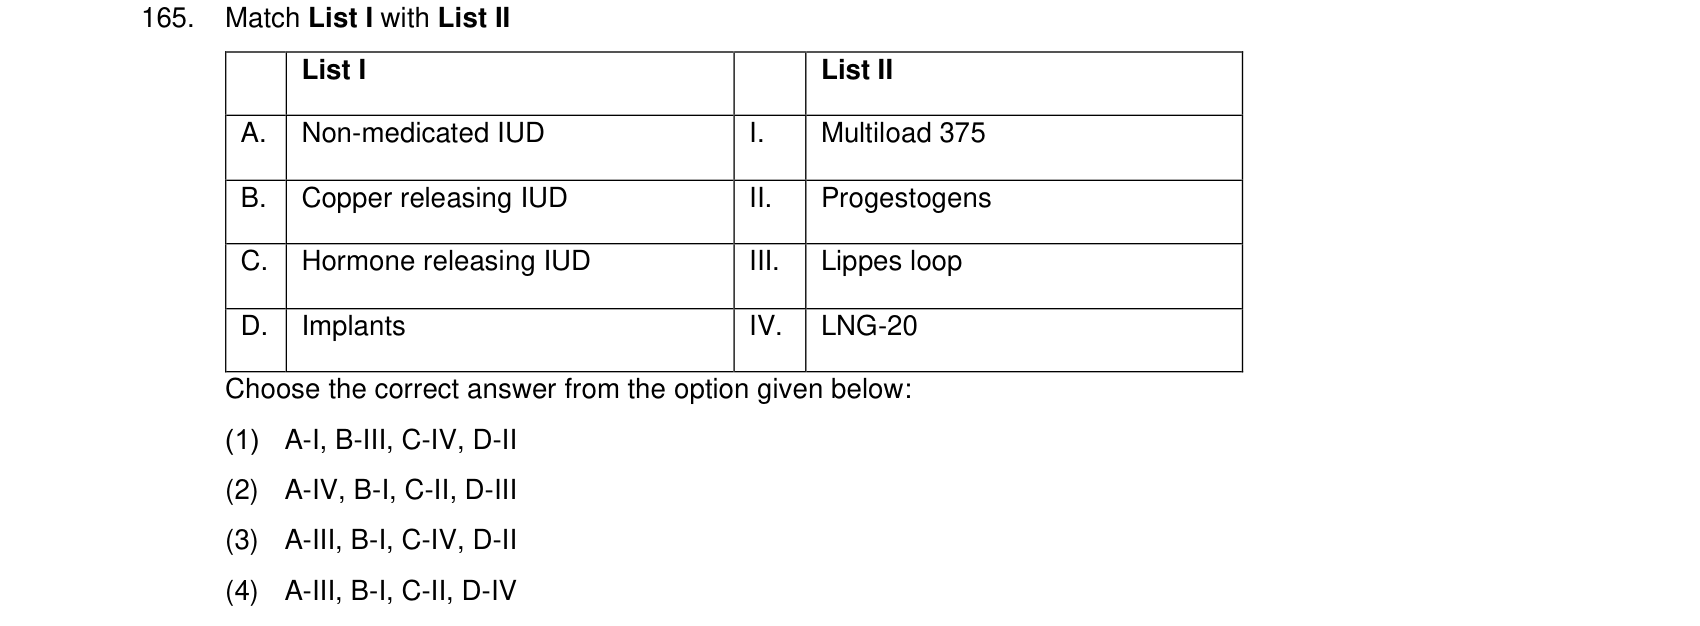 165. Match List I with List II
List I List II
A. Non-medicated IUD I. Multiload 375
B. Copper releasing IUD II. Progestogens
C. Hormone releasing IUD III. Lippes loop
D. Implants IV. LNG-20
Choose the correct answer from the option given below:
(1) A-I, B-III, C-IV, D-II
(2) A-IV, B-I, C-II, D-III
(3) A-III, B-I, C-IV, D-II
(4) A-III, B-I, C-II, D-IV